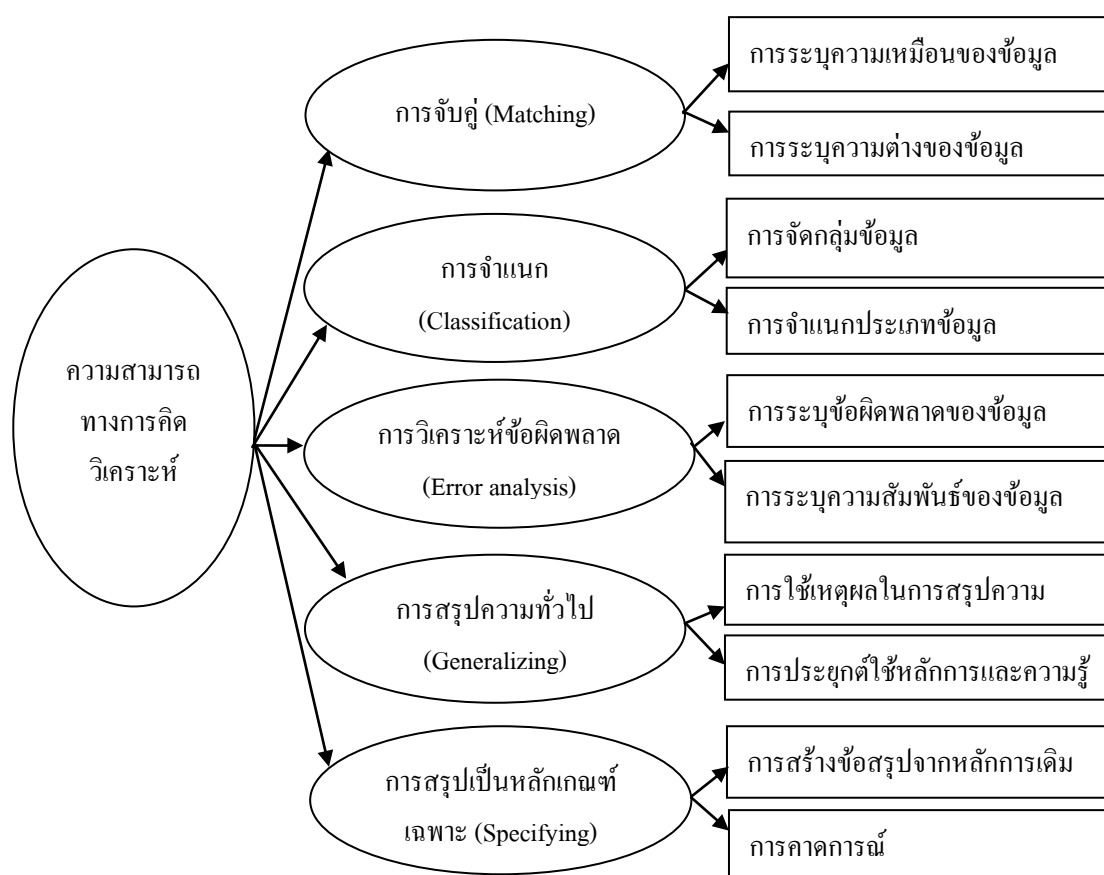 การจับคู่ (Matching)
การระบุความเหมือนของข้อมูล
การระบุความต่างของข้อมูล
การจำแนก
(Classification)
การจัดกลุ่มข้อมูล
การจำแนกประเภทข้อมูล
ความสามารถ
ทางการคิด
วิเคราะห์
การวิเคราะห์ข้อผิดพลาด
(Error analysis)
การระบุข้อผิดพลาดของข้อมูล
การระบุความสัมพันธ์ของข้อมูล
การสรุปความทั่วไป
(Generalizing)
การใช้เหตุผลในการสรุปความ
การประยุกต์ใช้หลักการและความรู้
การสรุปเป็นหลักเกณฑ์
เฉพาะ (Specifying)
การสร้างข้อสรุปจากหลักการเดิม
การคาดการณ์